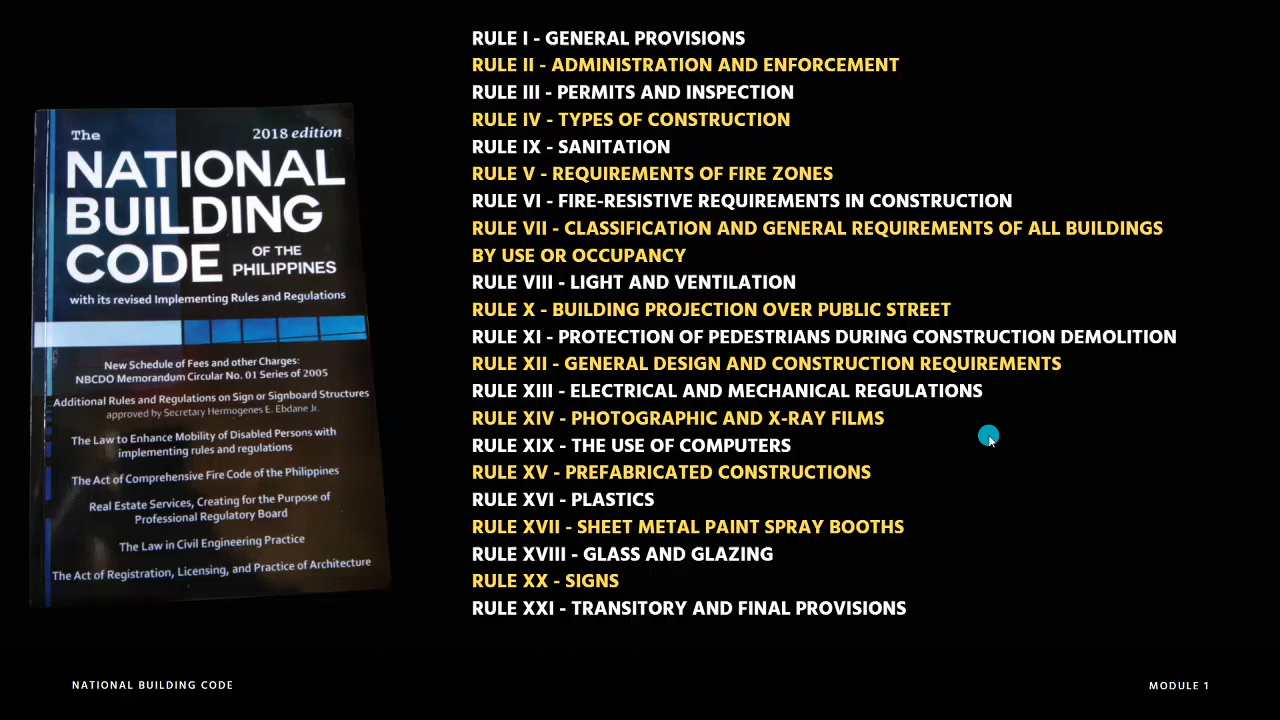 The 2018 edition
NATIONAL
BUILDING
CODE OF THE PHILIPPINES
with its revised Implementing Rules and Regulations
New Schedule of Fees and other Charges:
NBCDO Memorandum Circular No. 01 Series of 2005
Additional Rules and Regulations on Sign or Signboard Structures
approved by Secretary Hermogenes E. Ebdane Jr.
The Law to Enhance Mobility of Disabled Persons with
implementing rules and regulations
The Act of Comprehensive Fire Code of the Philippines
Real Estate Services, Creating for the Purpose of
Professional Regulatory Board
The Law in Civil Engineering Practice
The Act of Registration, Licensing, and Practice of Architecture
RULE I - GENERAL PROVISIONS
RULE II - ADMINISTRATION AND ENFORCEMENT
RULE III - PERMITS AND INSPECTION
RULE IV - TYPES OF CONSTRUCTION
RULE IX - SANITATION
RULE V - REQUIREMENTS OF FIRE ZONES
RULE VI - FIRE-RESISTIVE REQUIREMENTS IN CONSTRUCTION
RULE VII - CLASSIFICATION AND GENERAL REQUIREMENTS OF ALL BUILDINGS
BY USE OR OCCUPANCY
RULE VIII - LIGHT AND VENTILATION
RULE X - BUILDING PROJECTION OVER PUBLIC STREET
RULE XI - PROTECTION OF PEDESTRIANS DURING CONSTRUCTION DEMOLITION
RULE XII - GENERAL DESIGN AND CONSTRUCTION REQUIREMENTS
RULE XIII - ELECTRICAL AND MECHANICAL REGULATIONS
RULE XIV - PHOTOGRAPHIC AND X-RAY FILMS
RULE XIX - THE USE OF COMPUTERS
RULE XV - PREFABRICATED CONSTRUCTIONS
RULE XVI - PLASTICS
RULE XVII - SHEET METAL PAINT SPRAY BOOTHS
RULE XVIII - GLASS AND GLAZING
RULE XX - SIGNS
RULE XXI - TRANSITORY AND FINAL PROVISIONS
NATIONAL BUILDING CODE
MODULE 1